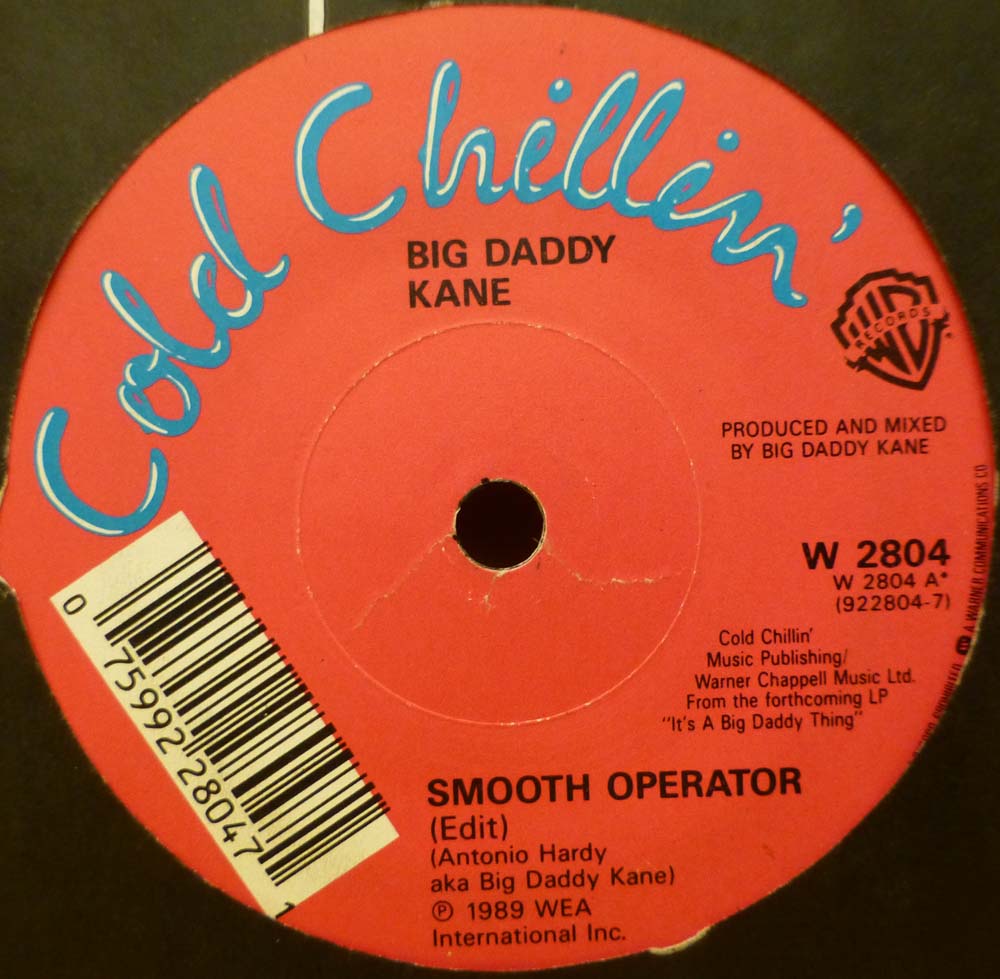 Cold Chillin'
BIG DADDY
KANE
W
RECORDS
PRODUCED AND MIXED
BY BIG DADDY KANE
W 2804
W 2804 A*
(922804-7)
A WARNER COMMUNICATIONS CO
Cold Chillin'
Music Publishing/
Warner Chappell Music Ltd.
From the forthcoming LP
"It's A Big Daddy Thing"
PROHIBITED
0 75992 28047 1
SMOOTH OPERATOR
(Edit)
(Antonio Hardy
aka Big Daddy Kane)
℗ 1989 WEA
International Inc.